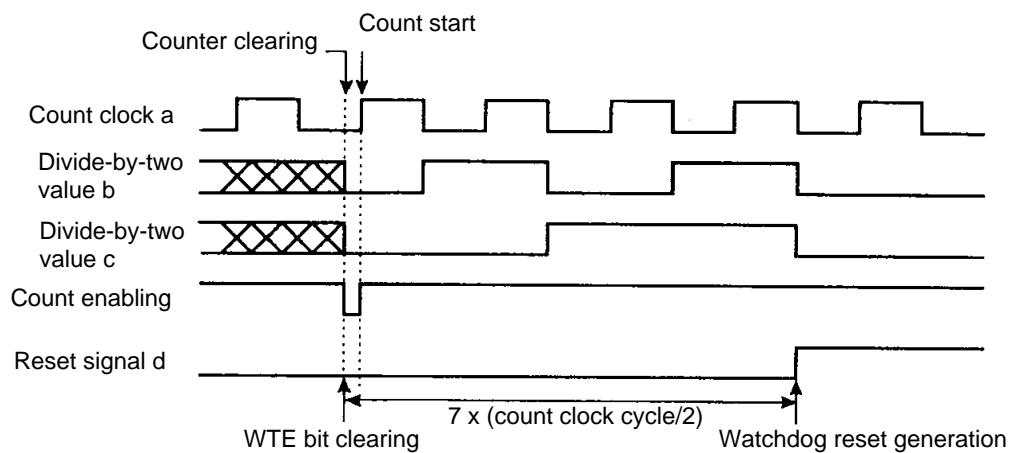 Count start
Counter clearing
Count clock a
Divide-by-two
value b
Divide-by-two
value c
Count enabling
Reset signal d
7 x (count clock cycle/2)
WTE bit clearing
Watchdog reset generation